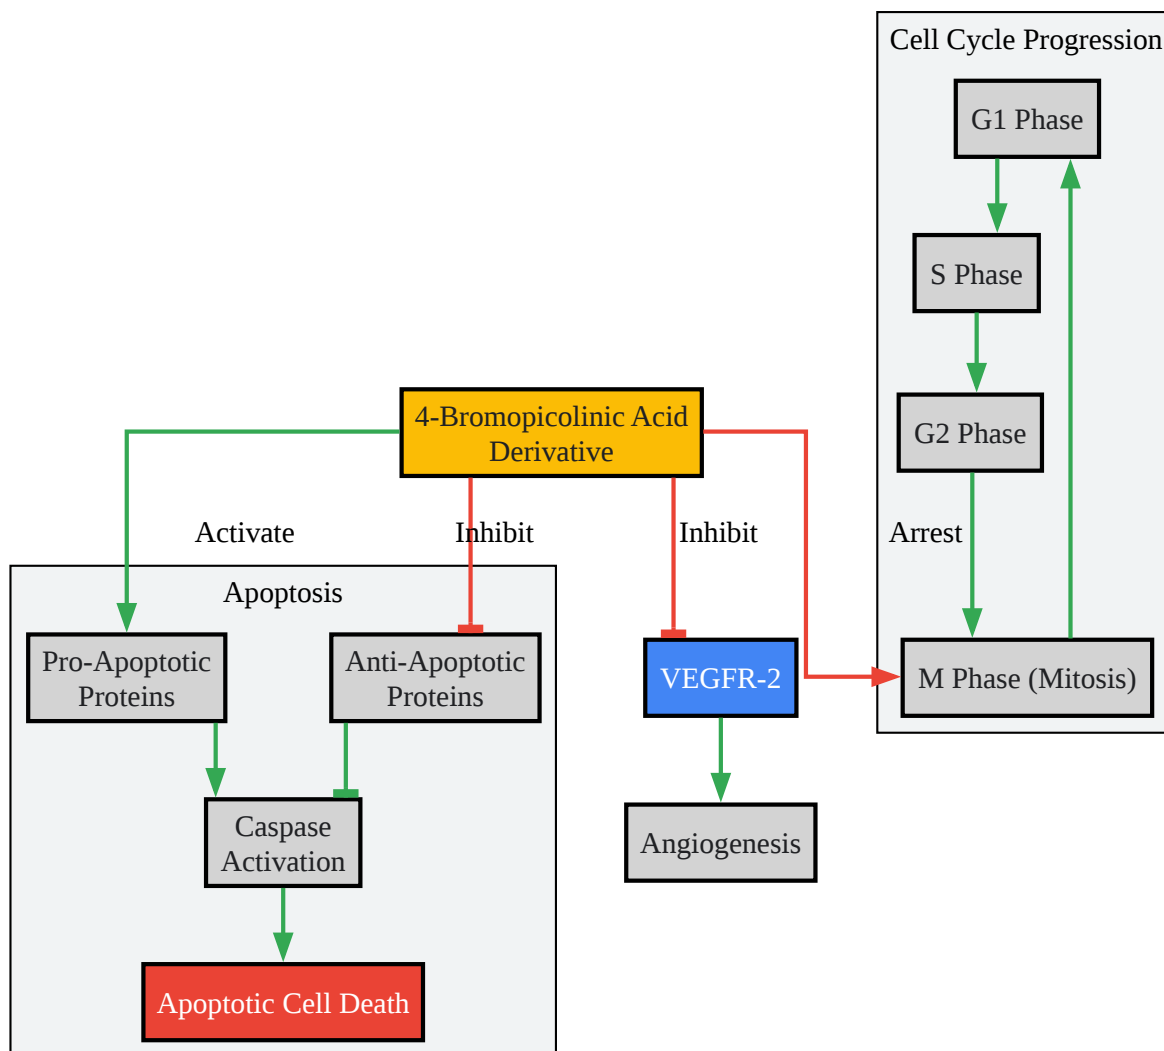 Cell Cycle Progression
G1 Phase
S Phase
4-Bromopicolinic Acid
Derivative
G2 Phase
Activate
Inhibit
Inhibit
Arrest
Apoptosis
Pro-Apoptotic
Proteins
Anti-Apoptotic
Proteins
VEGFR-2
M Phase (Mitosis)
Caspase
Activation
Angiogenesis
Apoptotic Cell Death